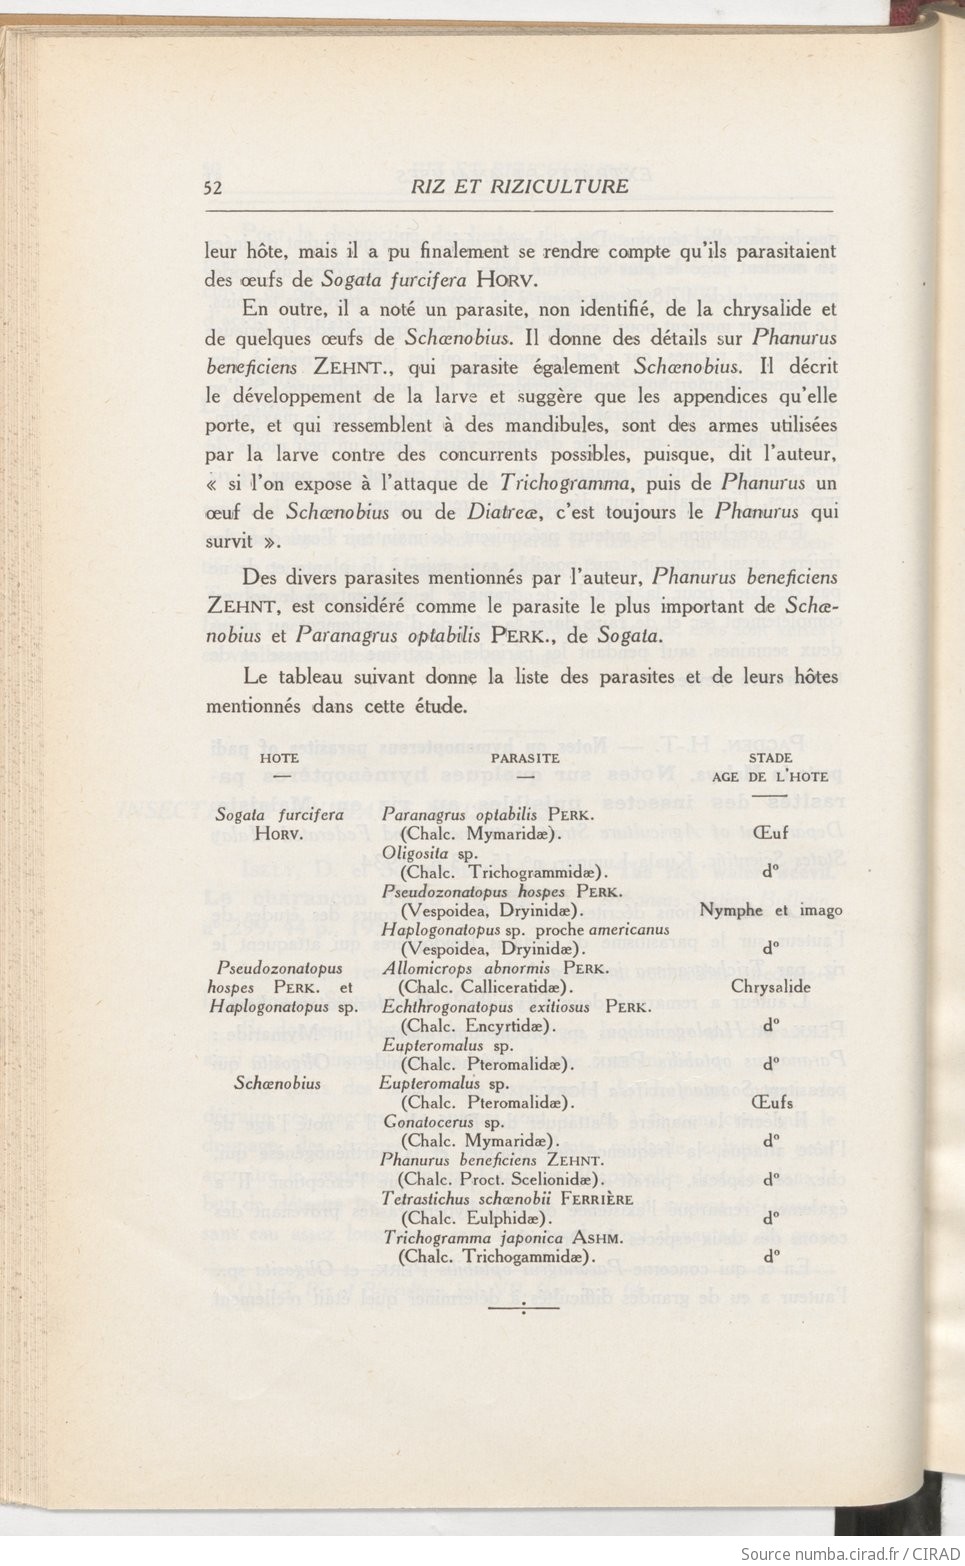 52
RIZ ET RIZICULTURE
leur hôte, mais il a pu finalement se rendre compte qu'ils parasitaient
des œufs de Sogata furcifera HORV.
En outre, il a noté un parasite, non identifié, de la chrysalide et
de quelques œufs de Schœnobius. Il donne des détails sur Phanurus
beneficiens ZEHNT., qui parasite également Schœnobius. Il décrit
le développement de la larve et suggère que les appendices qu'elle
porte, et qui ressemblent à des mandibules, sont des armes utilisées
par la larve contre des concurrents possibles, puisque, dit l'auteur,
« si l'on expose à l'attaque de Trichogramma, puis de Phanurus un
œuf de Schœnobius ou de Diatreœ, c'est toujours le Phanurus qui
survit ».
Des divers parasites mentionnés par l'auteur, Phanurus beneficiens
ZEHNT, est considéré comme le parasite le plus important de Schœ-
nobius et Paranagrus optabilis PERK., de Sogata.
Le tableau suivant donne la liste des parasites et de leurs hôtes
mentionnés dans cette étude.
HOTE PARASITE STADE
AGE DE L'HOTE
Sogata furcifera Paranagrus optabilis PERK.
HORV. (Chalc. Mymaridæ). Œuf
Oligosita sp.
(Chalc. Trichogrammidæ). d°
Pseudozonatopus hospes PERK.
(Vespoidea, Dryinidæ). Nymphe et imago
Haplogonatopus sp. proche americanus
(Vespoidea, Dryinidæ). d°
Pseudozonatopus Allomicrops abnormis PERK.
hospes PERK. et (Chalc. Calliceratidæ). Chrysalide
Haplogonatopus sp. Echthrogonatopus exitiosus PERK.
(Chalc. Encyrtidæ). d°
Eupteromalus sp.
(Chalc. Pteromalidæ). d°
Schœnobius Eupteromalus sp.
(Chalc. Pteromalidæ). Œufs
Gonatocerus sp.
(Chalc. Mymaridæ). d°
Phanurus beneficiens ZEHNT.
(Chalc. Proct. Scelionidæ). d°
Tetrastichus schœnobii FERRIÈRE
(Chalc. Eulphidæ). d°
Trichogramma japonica ASHM.
(Chalc. Trichogammidæ). d°
Source numba.cirad.fr / CIRAD